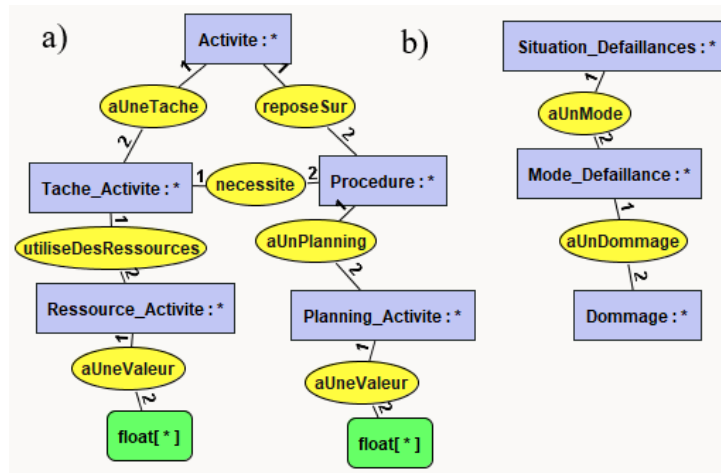 a)
Activite : *
b)
Situation_Defaillances : *
1
1
1
aUneTache
reposeSur
aUnMode
2
2
2
Tache_Activite : *
1
necessite
2
Procedure : *
Mode_Defaillance : *
1
1
1
utiliseDesRessources
aUnPlanning
aUnDommage
2
2
2
Ressource_Activite : *
Planning_Activite : *
Dommage : *
1
1
aUneValeur
aUneValeur
2
2
float[ * ]
float[ * ]